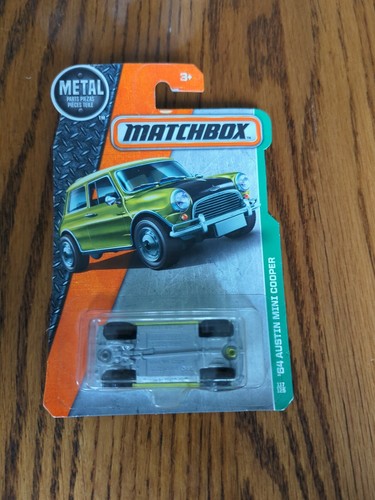 METAL
PARTS PIEZAS
PIÈCES TEILE
3+
MATCHBOX
'64 AUSTIN MINI COOPER